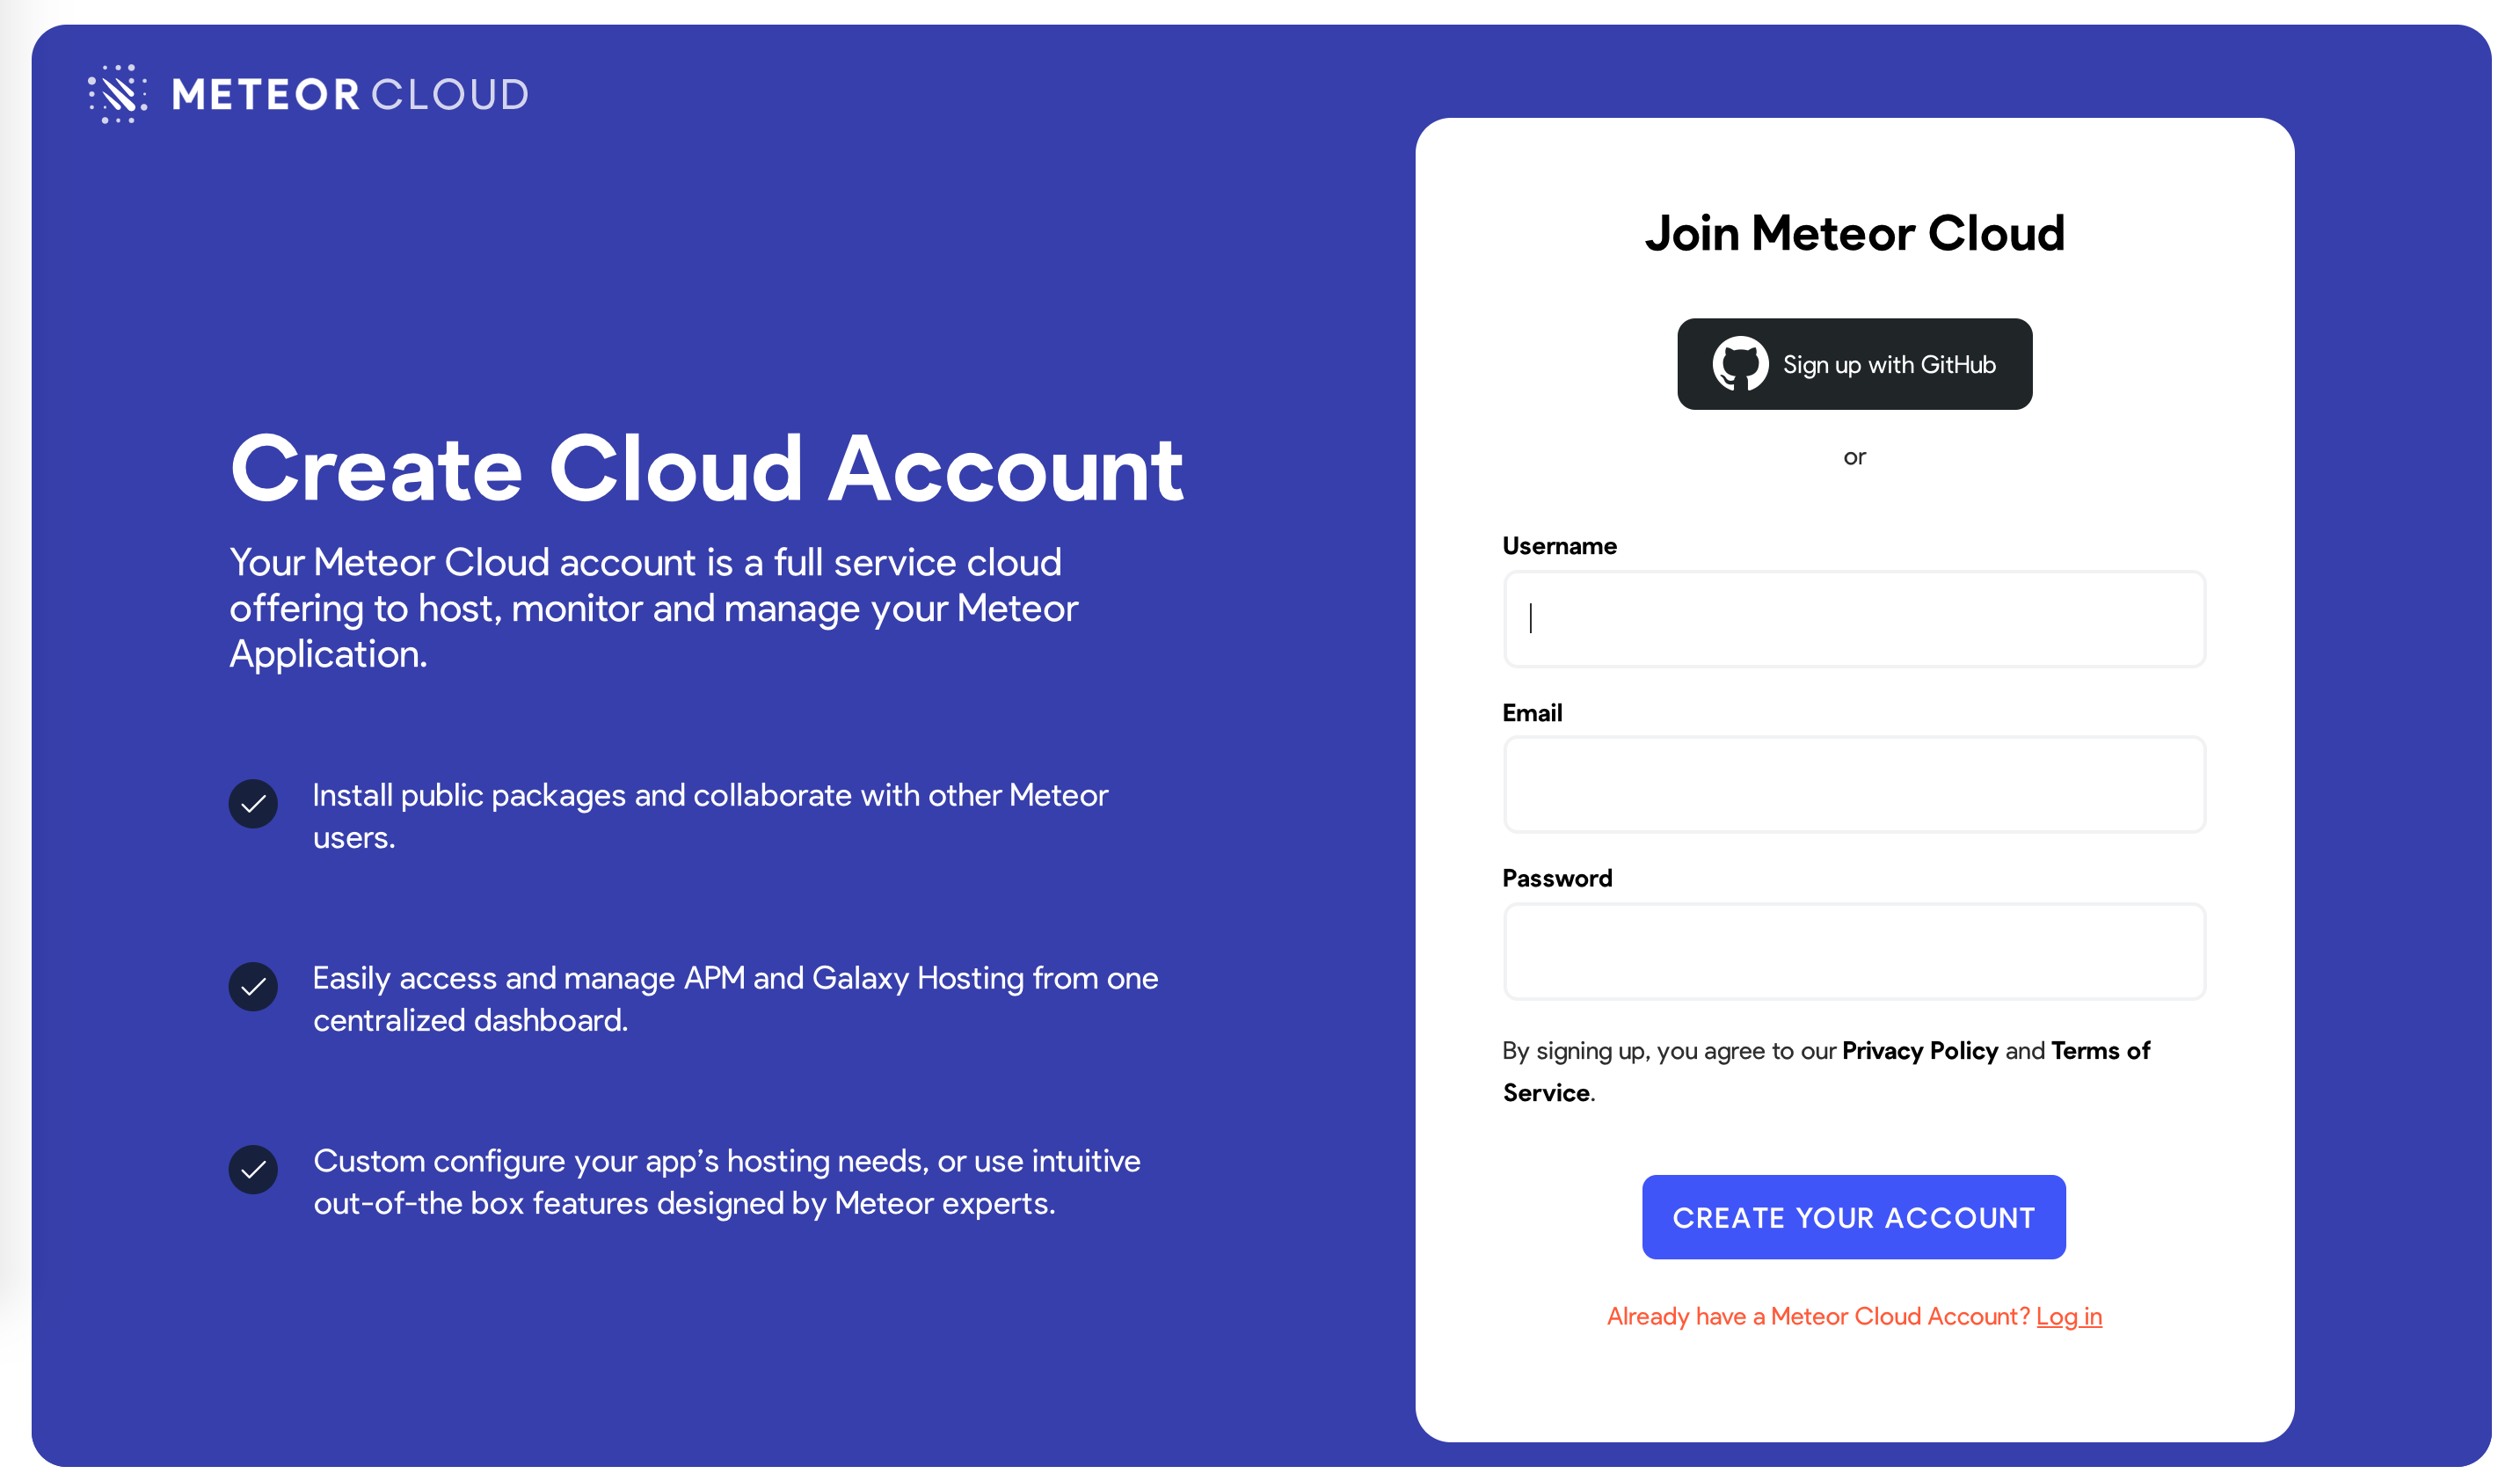 METEOR CLOUD
Create Cloud Account
Your Meteor Cloud account is a full service cloud
offering to host, monitor and manage your Meteor
Application.
Install public packages and collaborate with other Meteor
users.
Easily access and manage APM and Galaxy Hosting from one
centralized dashboard.
Custom configure your app’s hosting needs, or use intuitive
out-of-the box features designed by Meteor experts.
Join Meteor Cloud
Sign up with GitHub
or
Username
Email
Password
By signing up, you agree to our Privacy Policy and Terms of
Service.
CREATE YOUR ACCOUNT
Already have a Meteor Cloud Account? Log in